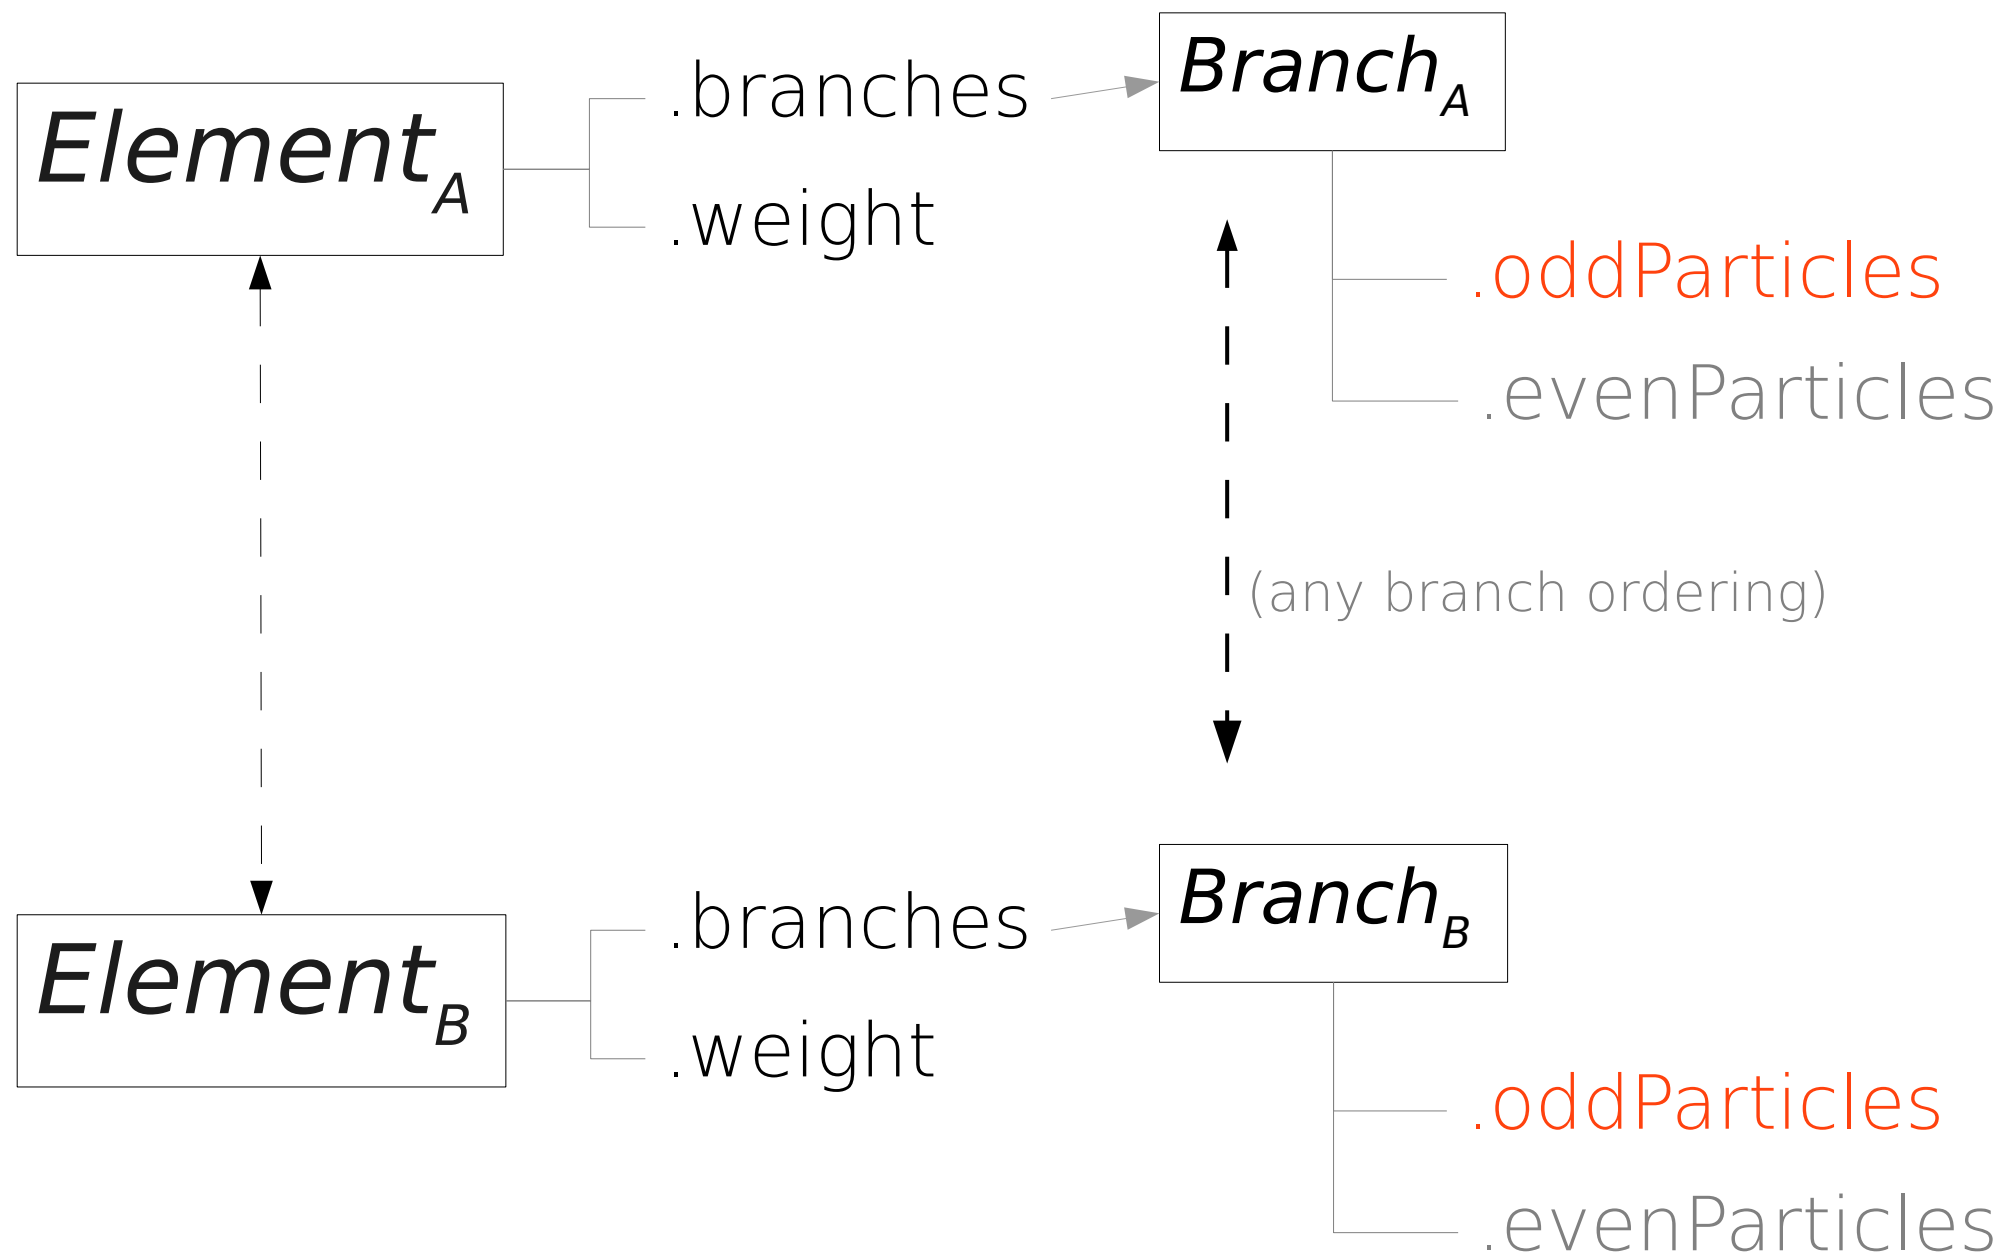 Element_A
.branches
.weight
Branch_A
.oddParticles
.evenParticles
(any branch ordering)
Element_B
.branches
.weight
Branch_B
.oddParticles
.evenParticles